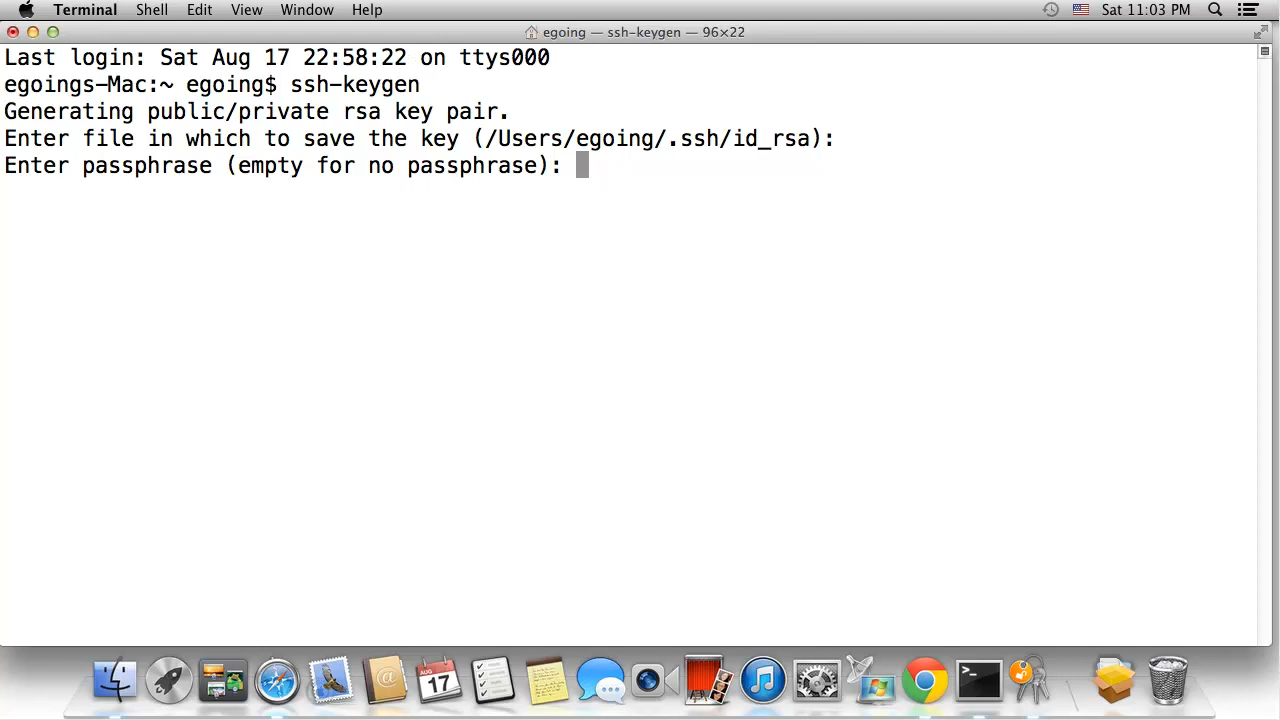 Terminal Shell Edit View Window Help Sat 11:03 PM
egoing — ssh-keygen — 96×22
Last login: Sat Aug 17 22:58:22 on ttys000
egoings-Mac:~ egoing$ ssh-keygen
Generating public/private rsa key pair.
Enter file in which to save the key (/Users/egoing/.ssh/id_rsa):
Enter passphrase (empty for no passphrase):
AUG
17